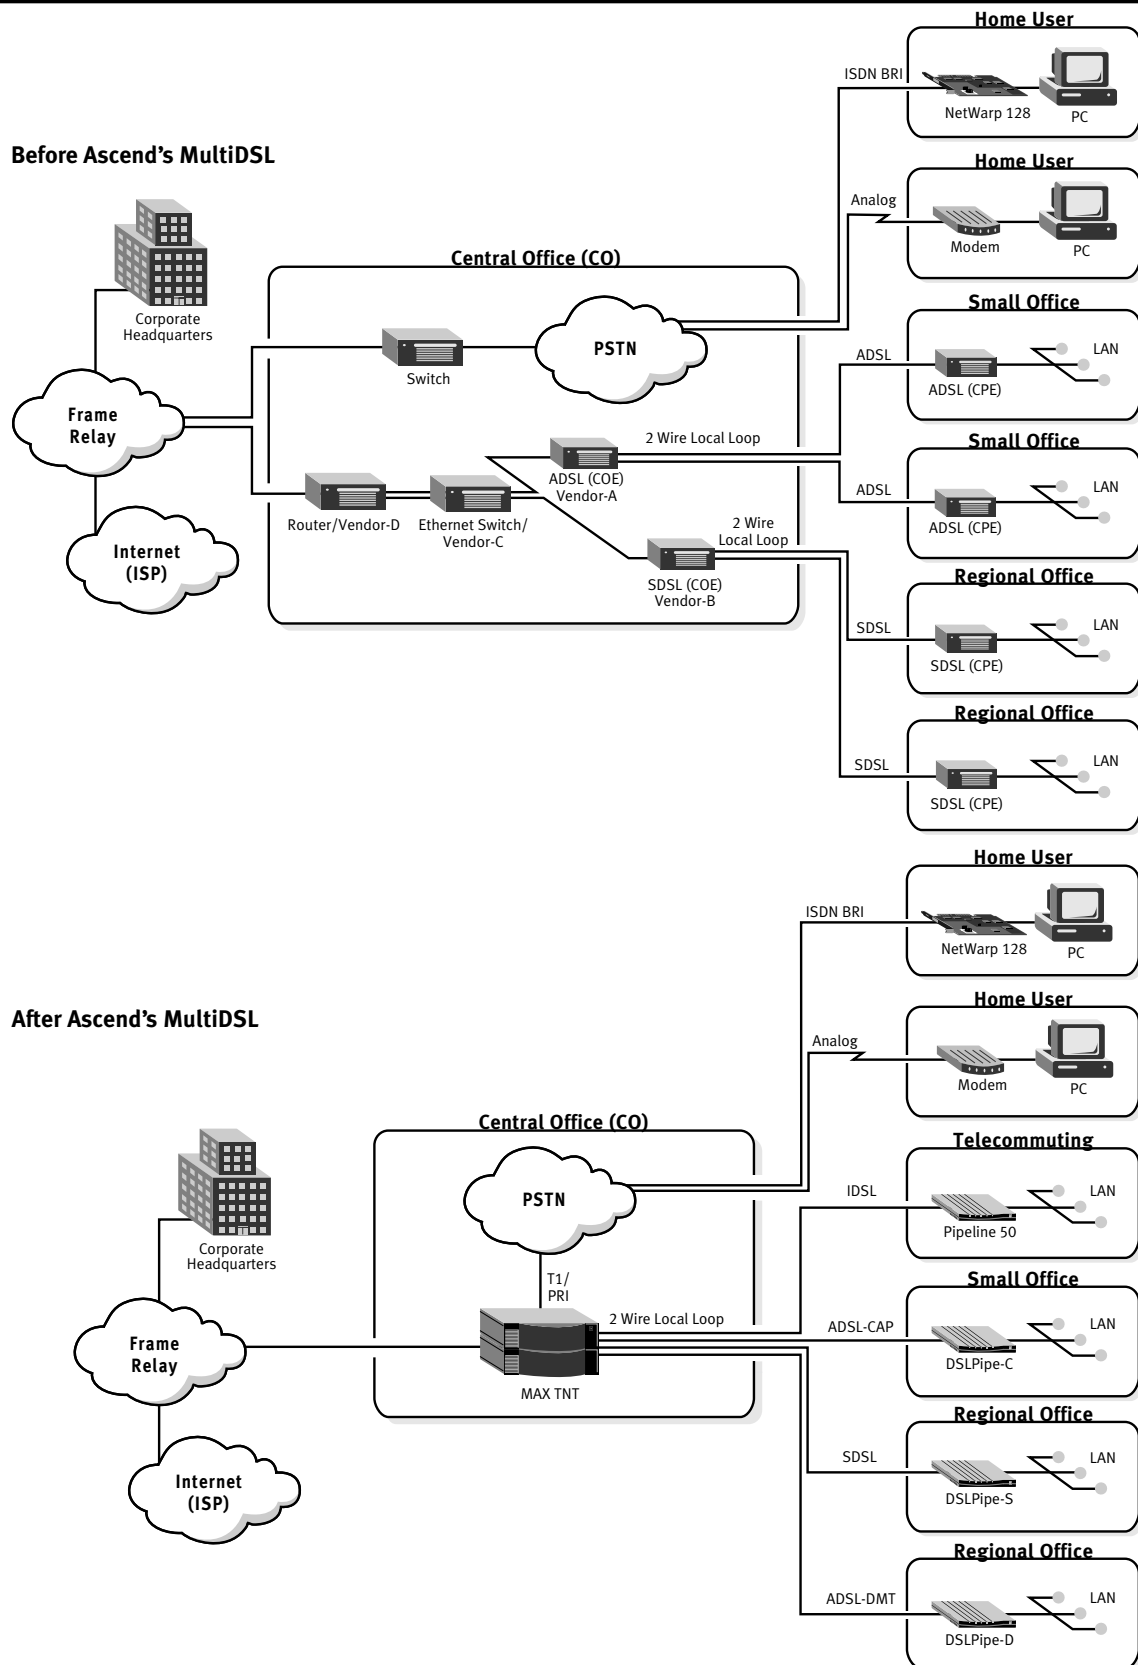 Home User
ISDN BRI
NetWarp 128
PC
Before Ascend's MultiDSL
Home User
Analog
Modem
PC
Corporate
Headquarters
Central Office (CO)
Switch
PSTN
Small Office
ADSL
ADSL (CPE)
LAN
Frame
Relay
2 Wire Local Loop
ADSL (COE)
Vendor-A
Small Office
ADSL
ADSL (CPE)
LAN
Router/Vendor-D
Ethernet Switch/
Vendor-C
2 Wire
Local Loop
Internet
(ISP)
SDSL (COE)
Vendor-B
Regional Office
SDSL
SDSL (CPE)
LAN
Regional Office
SDSL
SDSL (CPE)
LAN
Home User
ISDN BRI
NetWarp 128
PC
After Ascend's MultiDSL
Home User
Analog
Modem
PC
Central Office (CO)
PSTN
Telecommuting
IDSL
Pipeline 50
LAN
Corporate
Headquarters
T1/
PRI
2 Wire Local Loop
Small Office
ADSL-CAP
DSLPipe-C
LAN
Frame
Relay
MAX TNT
Regional Office
SDSL
DSLPipe-S
LAN
Internet
(ISP)
Regional Office
ADSL-DMT
DSLPipe-D
LAN